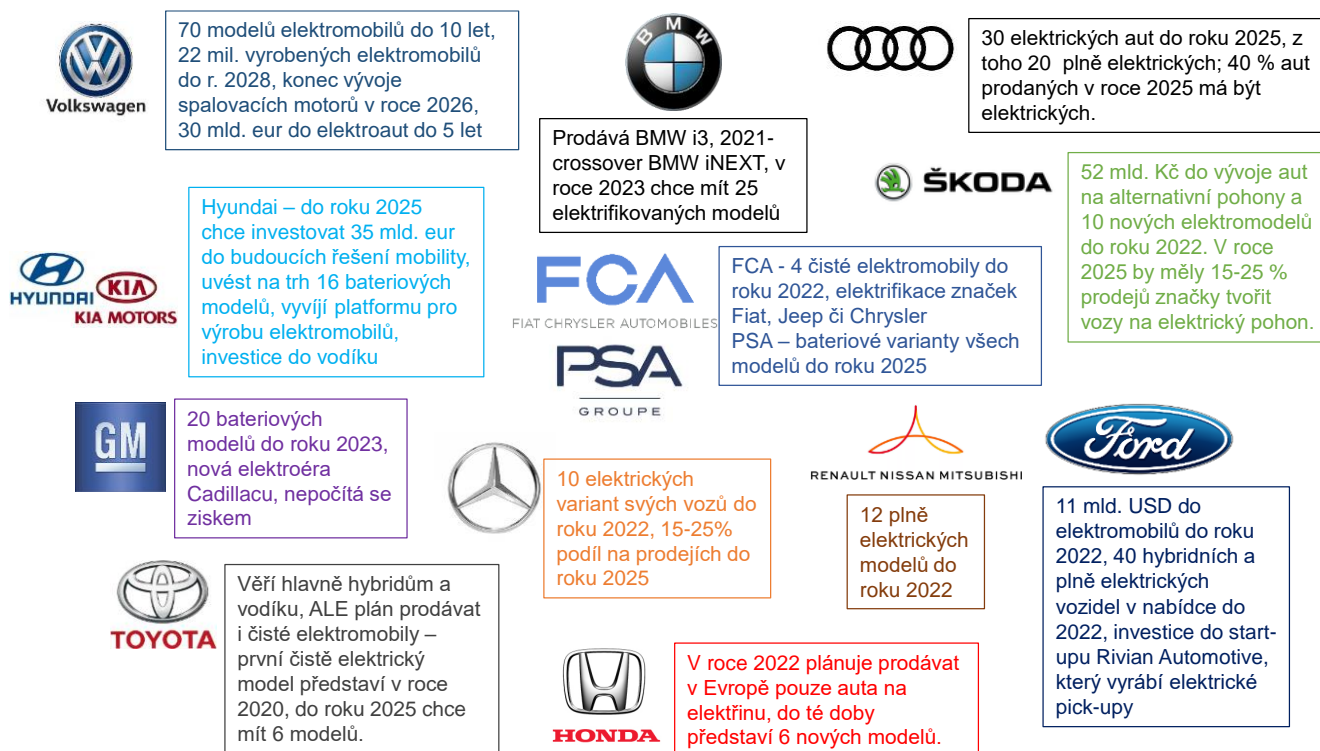 Volkswagen
70 modelů elektromobilů do 10 let,
22 mil. vyrobených elektromobilů
do r. 2028, konec vývoje
spalovacích motorů v roce 2026,
30 mld. eur do elektroaut do 5 let
BMW
Prodává BMW i3, 2021-
crossover BMW iNEXT, v
roce 2023 chce mít 25
elektrifikovaných modelů
30 elektrických aut do roku 2025, z
toho 20 plně elektrických; 40 % aut
prodaných v roce 2025 má být
elektrických.
ŠKODA
52 mld. Kč do vývoje aut
na alternativní pohony a
10 nových elektromodelů
do roku 2022. V roce
2025 by měly 15-25 %
prodejů značky tvořit
vozy na elektrický pohon.
HYUNDAI
KIA
KIA MOTORS
Hyundai – do roku 2025
chce investovat 35 mld. eur
do budoucích řešení mobility,
uvést na trh 16 bateriových
modelů, vyvíjí platformu pro
výrobu elektromobilů,
investice do vodíku
FCA
FIAT CHRYSLER AUTOMOBILES
PSA
GROUPE
FCA - 4 čisté elektromobily do
roku 2022, elektrifikace značek
Fiat, Jeep či Chrysler
PSA – bateriové varianty všech
modelů do roku 2025
GM
20 bateriových
modelů do roku 2023,
nová elektroéra
Cadillacu, nepočítá se
ziskem
10 elektrických
variant svých vozů do
roku 2022, 15-25%
podíl na prodejích do
roku 2025
RENAULT NISSAN MITSUBISHI
12 plně
elektrických
modelů do
roku 2022
Ford
11 mld. USD do
elektromobilů do roku
2022, 40 hybridních a
plně elektrických
vozidel v nabídce do
2022, investice do start-
upu Rivian Automotive,
který vyrábí elektrické
pick-upy
TOYOTA
Věří hlavně hybridům a
vodíku, ALE plán prodávat
i čisté elektromobily –
první čistě elektrický
model představí v roce
2020, do roku 2025 chce
mít 6 modelů.
HONDA
V roce 2022 plánuje prodávat
v Evropě pouze auta na
elektřinu, do té doby
představí 6 nových modelů.